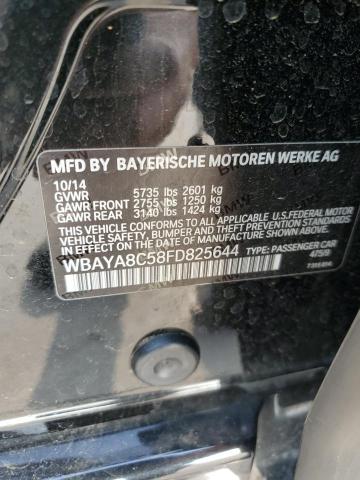 MFD BY BAYERISCHE MOTOREN WERKE AG
10/14
GVWR 5735 lbs 2601 kg
GAWR FRONT 2755 lbs 1250 kg
GAWR REAR 3140 lbs 1424 kg
THIS VEHICLE CONFORMS TO ALL APPLICABLE U.S. FEDERAL MOTOR
VEHICLE SAFETY, BUMPER, AND THEFT PREVENTION STANDARDS
IN EFFECT ON THE DATE OF MANUFACTURE SHOWN ABOVE.
WBAYA8C58FD825644 TYPE: PASSENGER CAR
475/9